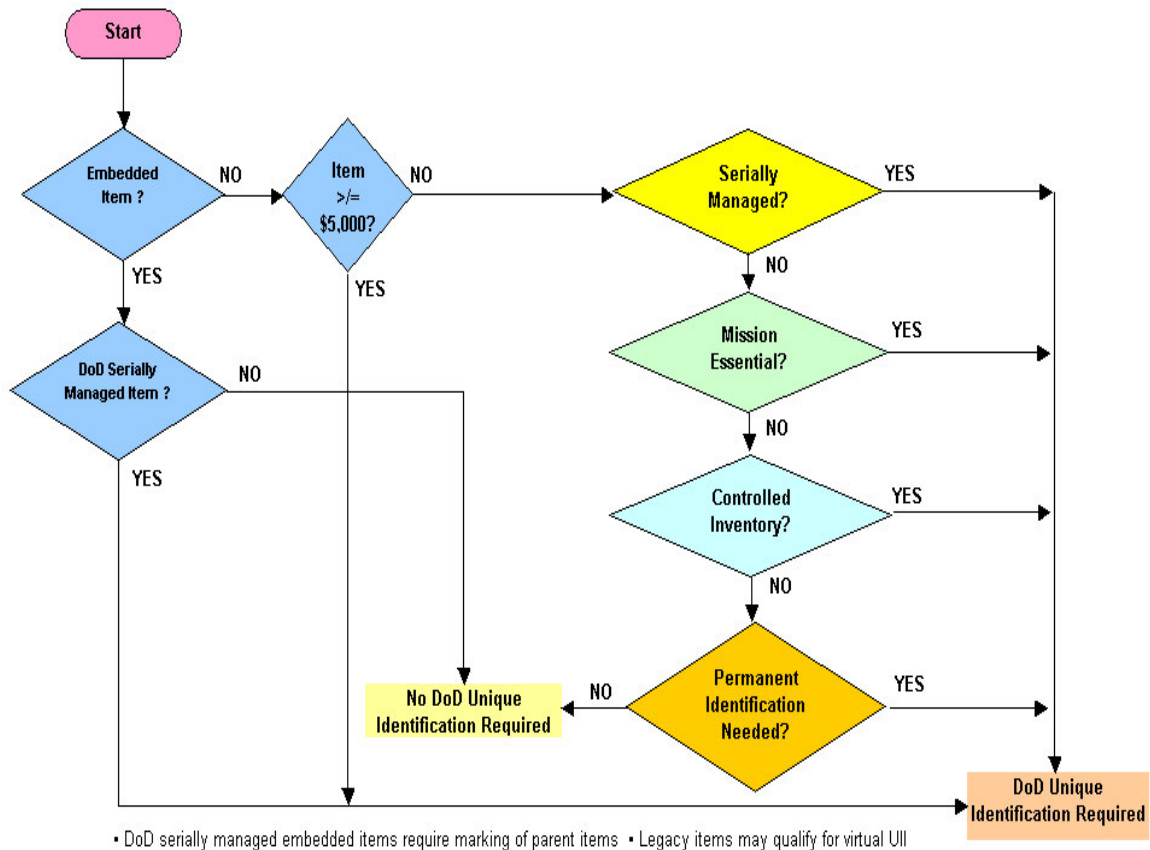 Start
Embedded
Item ?
NO
Item
>/=
$5,000?
NO
Serially
Managed?
YES
YES
YES
NO
DoD Serially
Managed Item ?
NO
Mission
Essential?
YES
YES
NO
Controlled
Inventory?
YES
NO
Permanent
Identification
Needed?
YES
NO
No DoD Unique
Identification Required
DoD Unique
Identification Required
▪ DoD serially managed embedded items require marking of parent items ▪ Legacy items may qualify for virtual UII